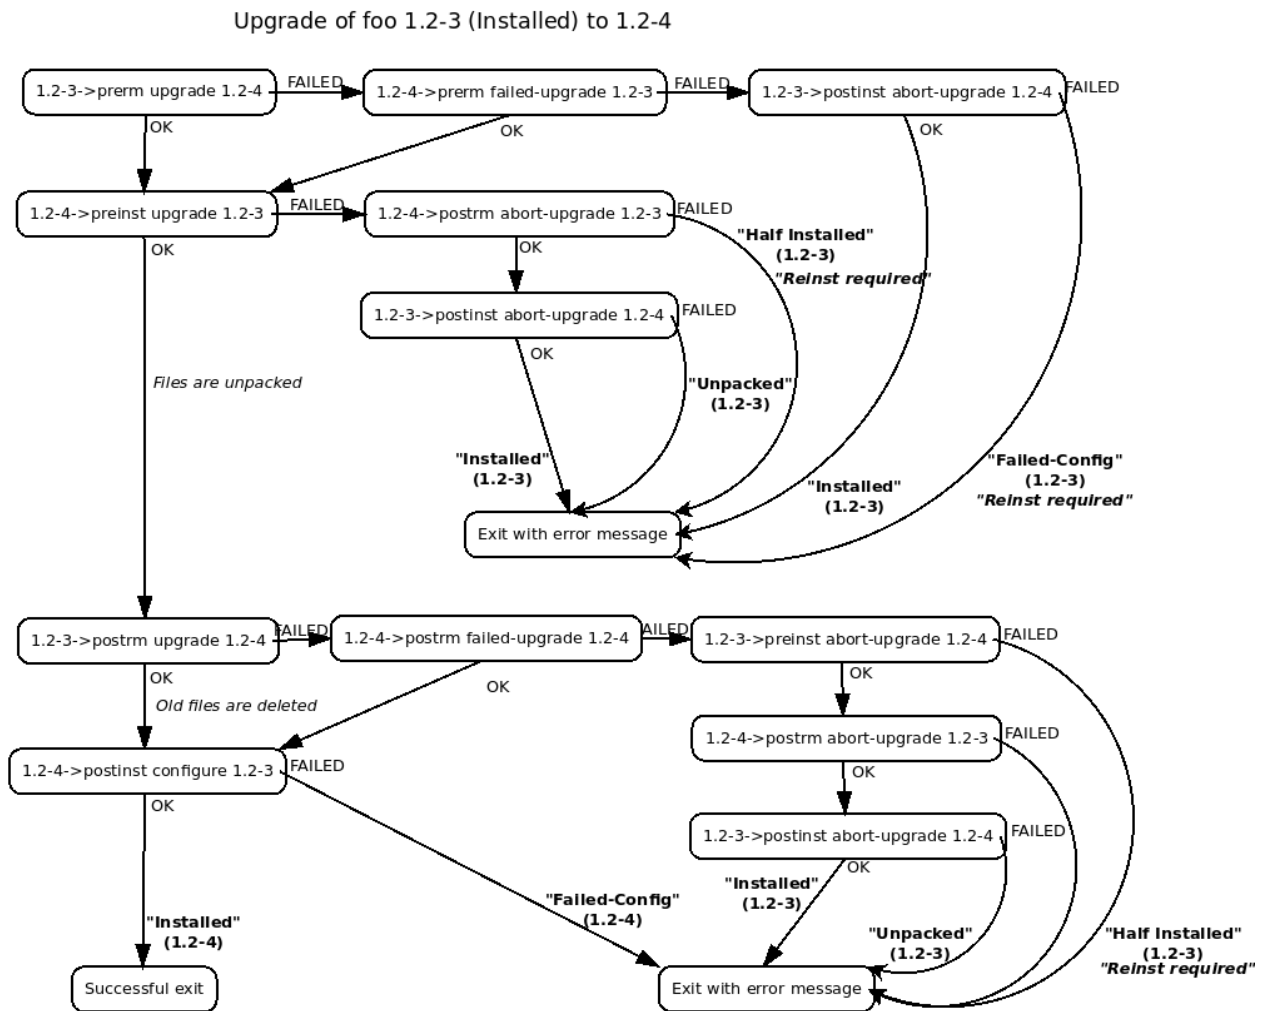 Upgrade of foo 1.2-3 (Installed) to 1.2-4
1.2-3->prerm upgrade 1.2-4
FAILED
1.2-4->prerm failed-upgrade 1.2-3
FAILED
1.2-3->postinst abort-upgrade 1.2-4
FAILED
OK
OK
OK
1.2-4->preinst upgrade 1.2-3
FAILED
1.2-4->postrm abort-upgrade 1.2-3
FAILED
OK
OK
"Half Installed"
(1.2-3)
"Reinst required"
1.2-3->postinst abort-upgrade 1.2-4
FAILED
OK
Files are unpacked
"Unpacked"
(1.2-3)
"Installed"
(1.2-3)
"Installed"
(1.2-3)
"Failed-Config"
(1.2-3)
"Reinst required"
Exit with error message
1.2-3->postrm upgrade 1.2-4
FAILED
1.2-4->postrm failed-upgrade 1.2-4
AILED
1.2-3->preinst abort-upgrade 1.2-4
FAILED
OK
OK
OK
Old files are deleted
1.2-4->postrm abort-upgrade 1.2-3
FAILED
1.2-4->postinst configure 1.2-3
FAILED
OK
OK
1.2-3->postinst abort-upgrade 1.2-4
FAILED
OK
"Installed"
(1.2-3)
"Failed-Config"
(1.2-4)
"Installed"
(1.2-4)
"Unpacked"
(1.2-3)
"Half Installed"
(1.2-3)
"Reinst required"
Successful exit
Exit with error message